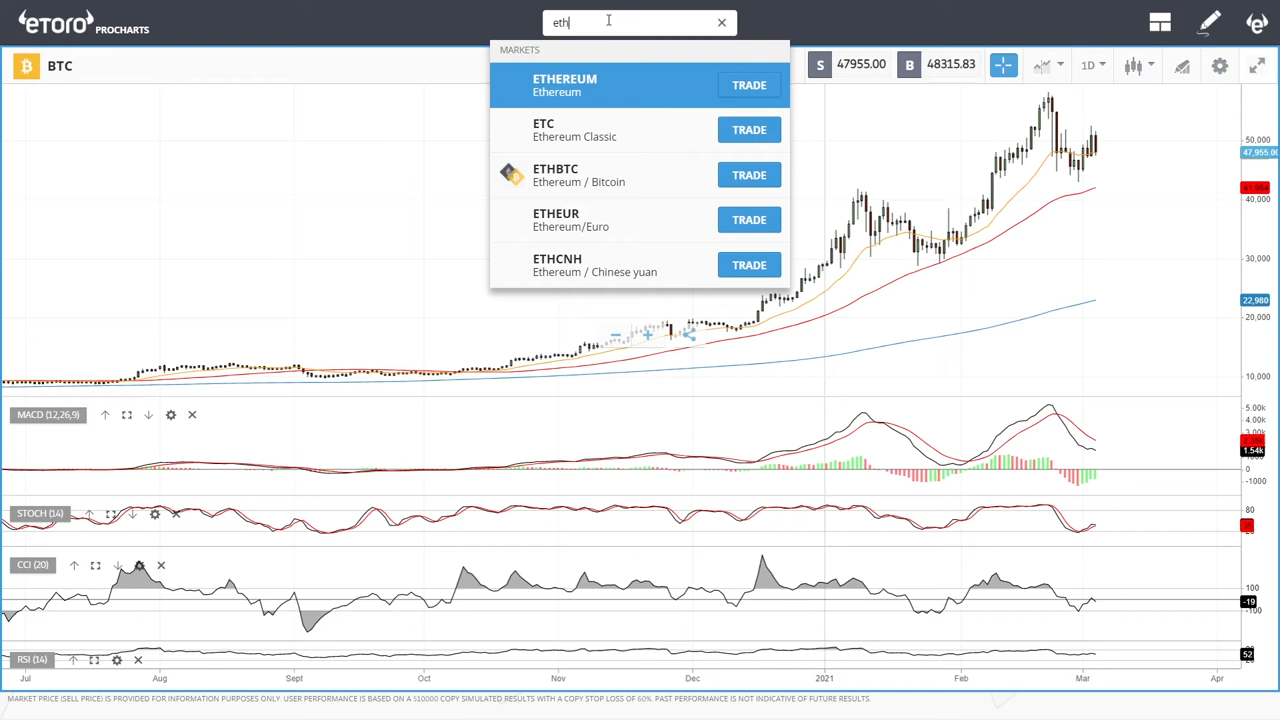 eTORO PROCHARTS
eth
MARKETS
ETHEREUM
Ethereum
TRADE
ETC
Ethereum Classic
TRADE
ETHBTC
Ethereum / Bitcoin
TRADE
ETHEUR
Ethereum/Euro
TRADE
ETHCNH
Ethereum / Chinese yuan
TRADE
BTC
S 47955.00 B 48315.83 1D
50,000
47,955.00
40,000
30,000
22,980
20,000
10,000
MACD (12,26,9)
5.00k
4.00k
1.54k
0
-1000
STOCH (14)
80
CCI (20)
100
-19
-100
RSI (14)
52
Jul Aug Sept Oct Nov Dec 2021 Feb Mar Apr
MARKET PRICE (SELL PRICE) IS PROVIDED FOR INFORMATION PURPOSES ONLY. USER PERFORMANCE IS BASED ON A $10000 COPY SIMULATED RESULTS WITH A COPY STOP LOSS OF 60%. PAST PERFORMANCE IS NOT INDICATIVE OF FUTURE RESULTS.